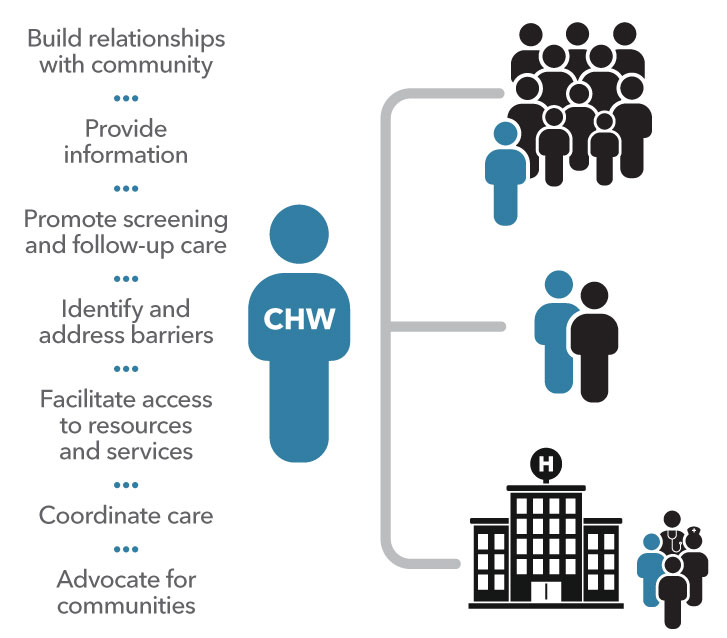 Build relationships
with community
Provide
information
Promote screening
and follow-up care
Identify and
address barriers
Facilitate access
to resources
and services
Coordinate care
Advocate for
communities
CHW
H